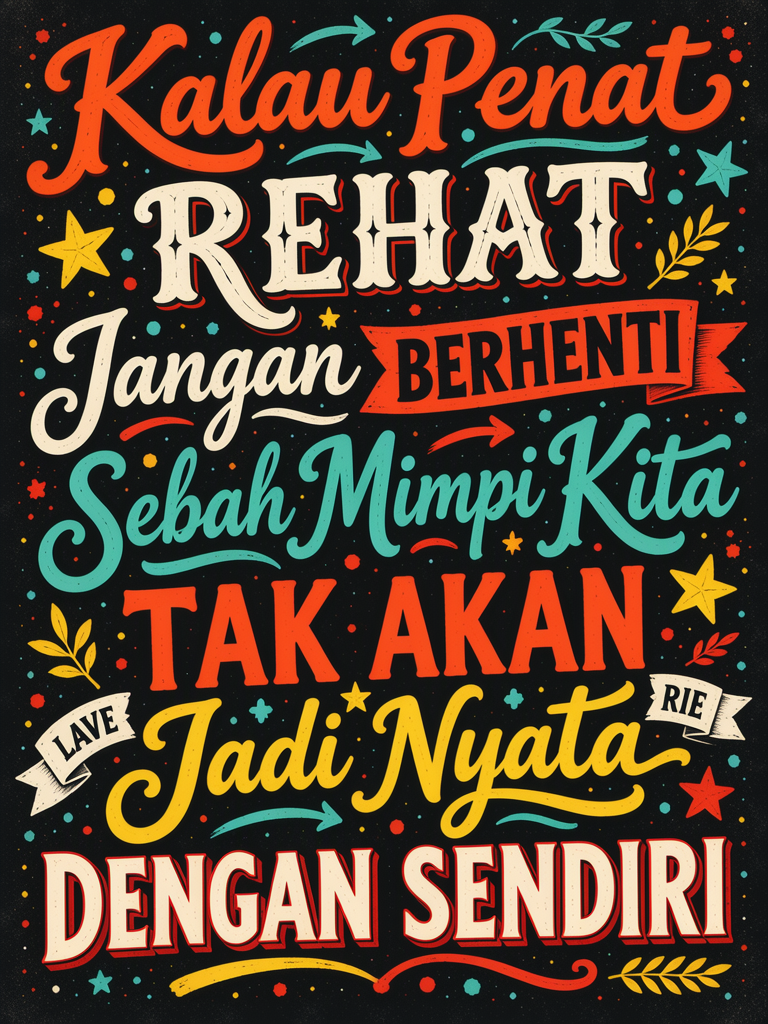 Kalau Penat
REHAT
Jangan BERHENTI
Sebah Mimpi Kita
TAK AKAN
LAVE
Jadi Nyata
RIE
DENGAN SENDIRI